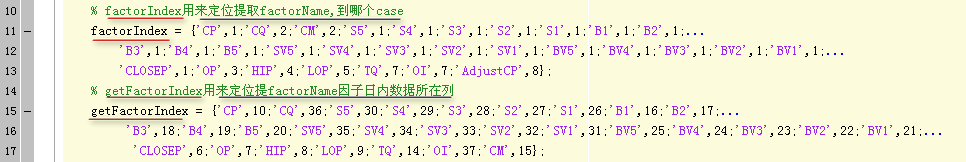 10 % factorIndex用来定位提取factorName,到哪个case
11 factorIndex = {'CP',1;'CQ',2;'CM',2;'S5',1;'S4',1;'S3',1;'S2',1;'S1',1;'B1',1;'B2',1;...
12 'B3',1;'B4',1;'B5',1;'SV5',1;'SV4',1;'SV3',1;'SV2',1;'SV1',1;'BV5',1;'BV4',1;'BV3',1;'BV2',1;'BV1',1;...
13 'CLOSEP',1;'OP',3;'HIP',4;'LOP',5;'TQ',7;'OI',7;'AdjustCP',8};
14 % getFactorIndex用来定位提factorName因子日内数据所在列
15 getFactorIndex = {'CP',10;'CQ',36;'S5',30;'S4',29;'S3',28;'S2',27;'S1',26;'B1',16;'B2',17;...
16 'B3',18;'B4',19;'B5',20;'SV5',35;'SV4',34;'SV3',33;'SV2',32;'SV1',31;'BV5',25;'BV4',24;'BV3',23;'BV2',22;'BV1',21;...
17 'CLOSEP',6;'OP',7;'HIP',8;'LOP',9;'TQ',14;'OI',37;'CM',15};